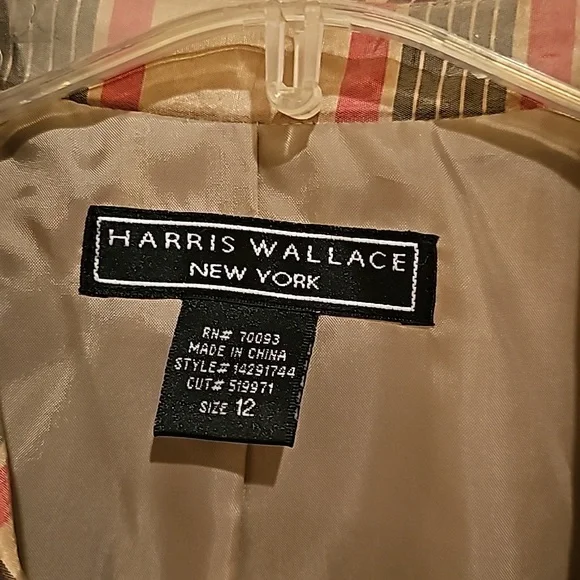 HARRIS WALLACE
NEW YORK
RN# 70093
MADE IN CHINA
STYLE# 14291744
CUT# 519971
SIZE 12